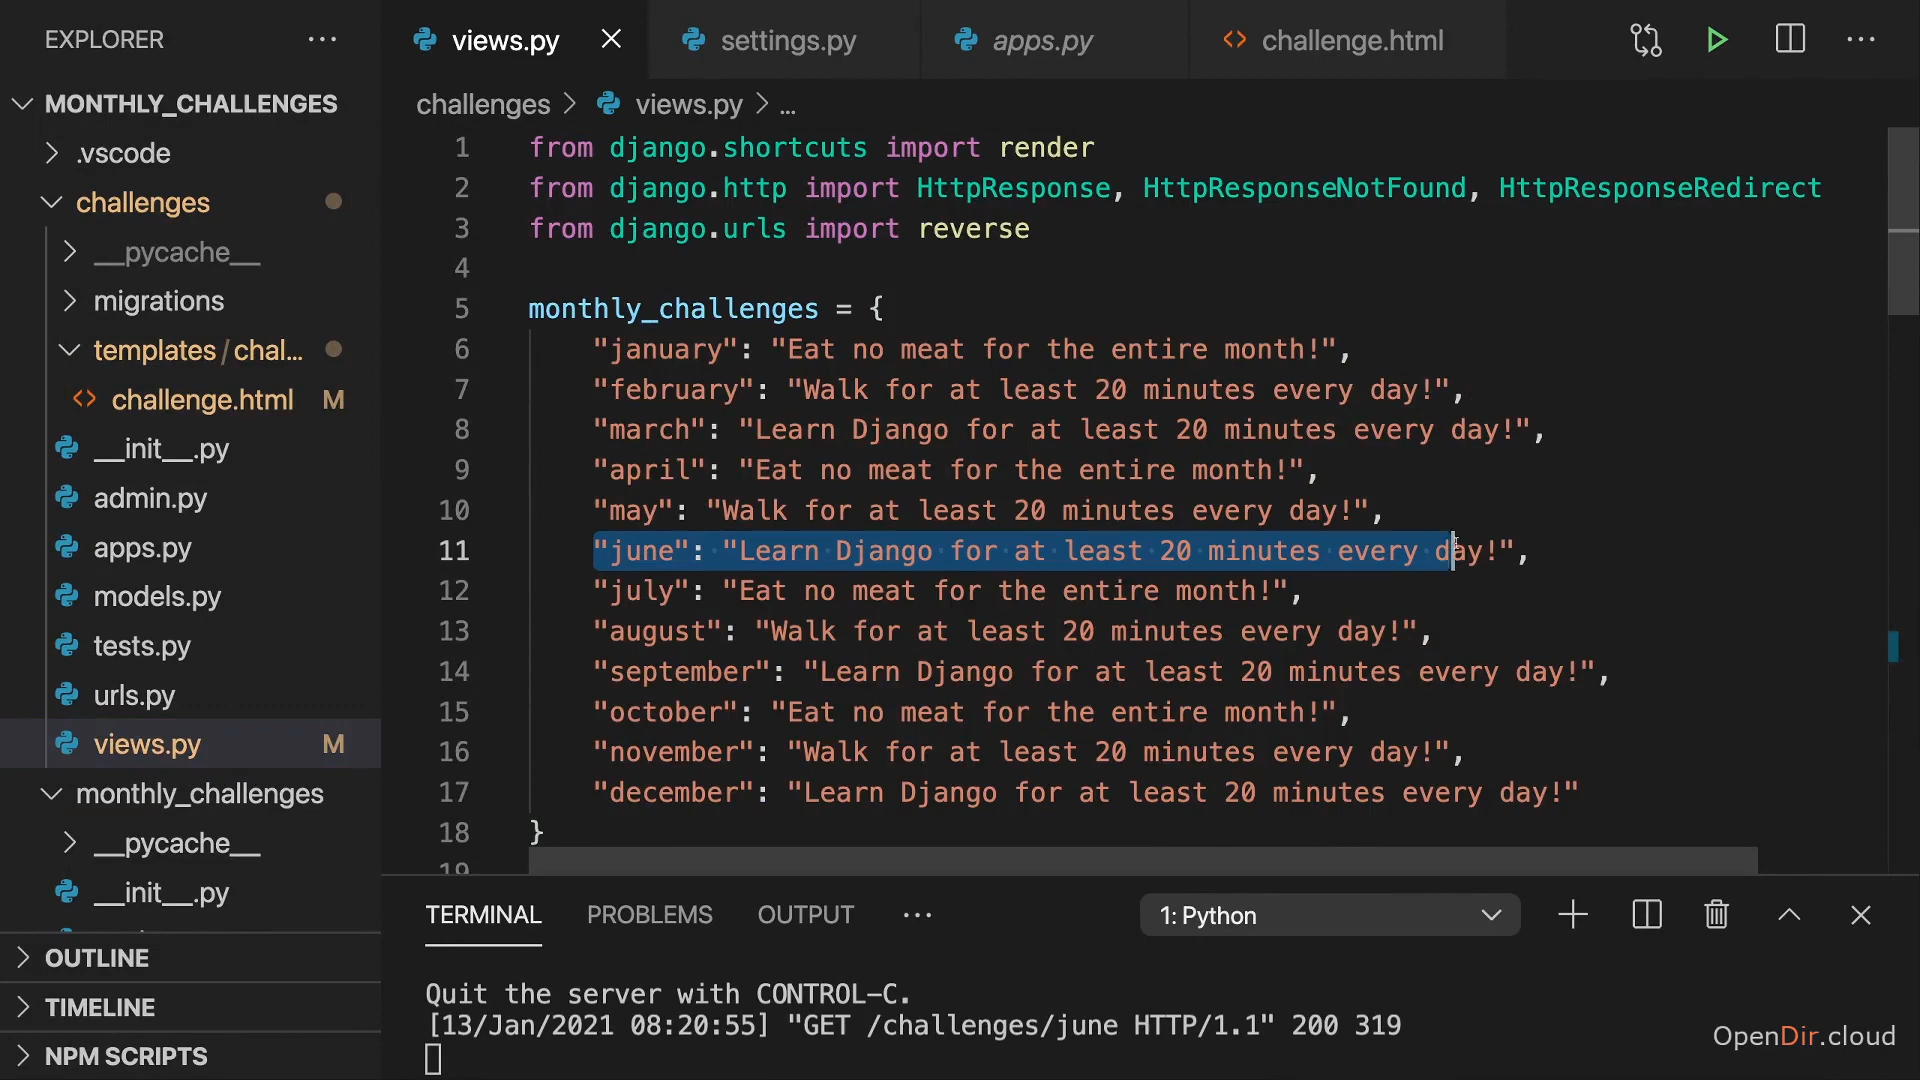 EXPLORER
MONTHLY_CHALLENGES
.vscode
challenges
__pycache__
migrations
templates/chal...
challenge.html M
__init__.py
admin.py
apps.py
models.py
tests.py
urls.py
views.py M
monthly_challenges
__pycache__
__init__.py
OUTLINE
TIMELINE
NPM SCRIPTS
views.py
settings.py
apps.py
challenge.html
challenges > views.py > ...
1 from django.shortcuts import render
2 from django.http import HttpResponse, HttpResponseNotFound, HttpResponseRedirect
3 from django.urls import reverse
4
5 monthly_challenges = {
6 "january": "Eat no meat for the entire month!",
7 "february": "Walk for at least 20 minutes every day!",
8 "march": "Learn Django for at least 20 minutes every day!",
9 "april": "Eat no meat for the entire month!",
10 "may": "Walk for at least 20 minutes every day!",
11 "june": "Learn Django for at least 20 minutes every day!",
12 "july": "Eat no meat for the entire month!",
13 "august": "Walk for at least 20 minutes every day!",
14 "september": "Learn Django for at least 20 minutes every day!",
15 "october": "Eat no meat for the entire month!",
16 "november": "Walk for at least 20 minutes every day!",
17 "december": "Learn Django for at least 20 minutes every day!"
18 }
19
TERMINAL PROBLEMS OUTPUT ... 1: Python
Quit the server with CONTROL-C.
[13/Jan/2021 08:20:55] "GET /challenges/june HTTP/1.1" 200 319
OpenDir.cloud